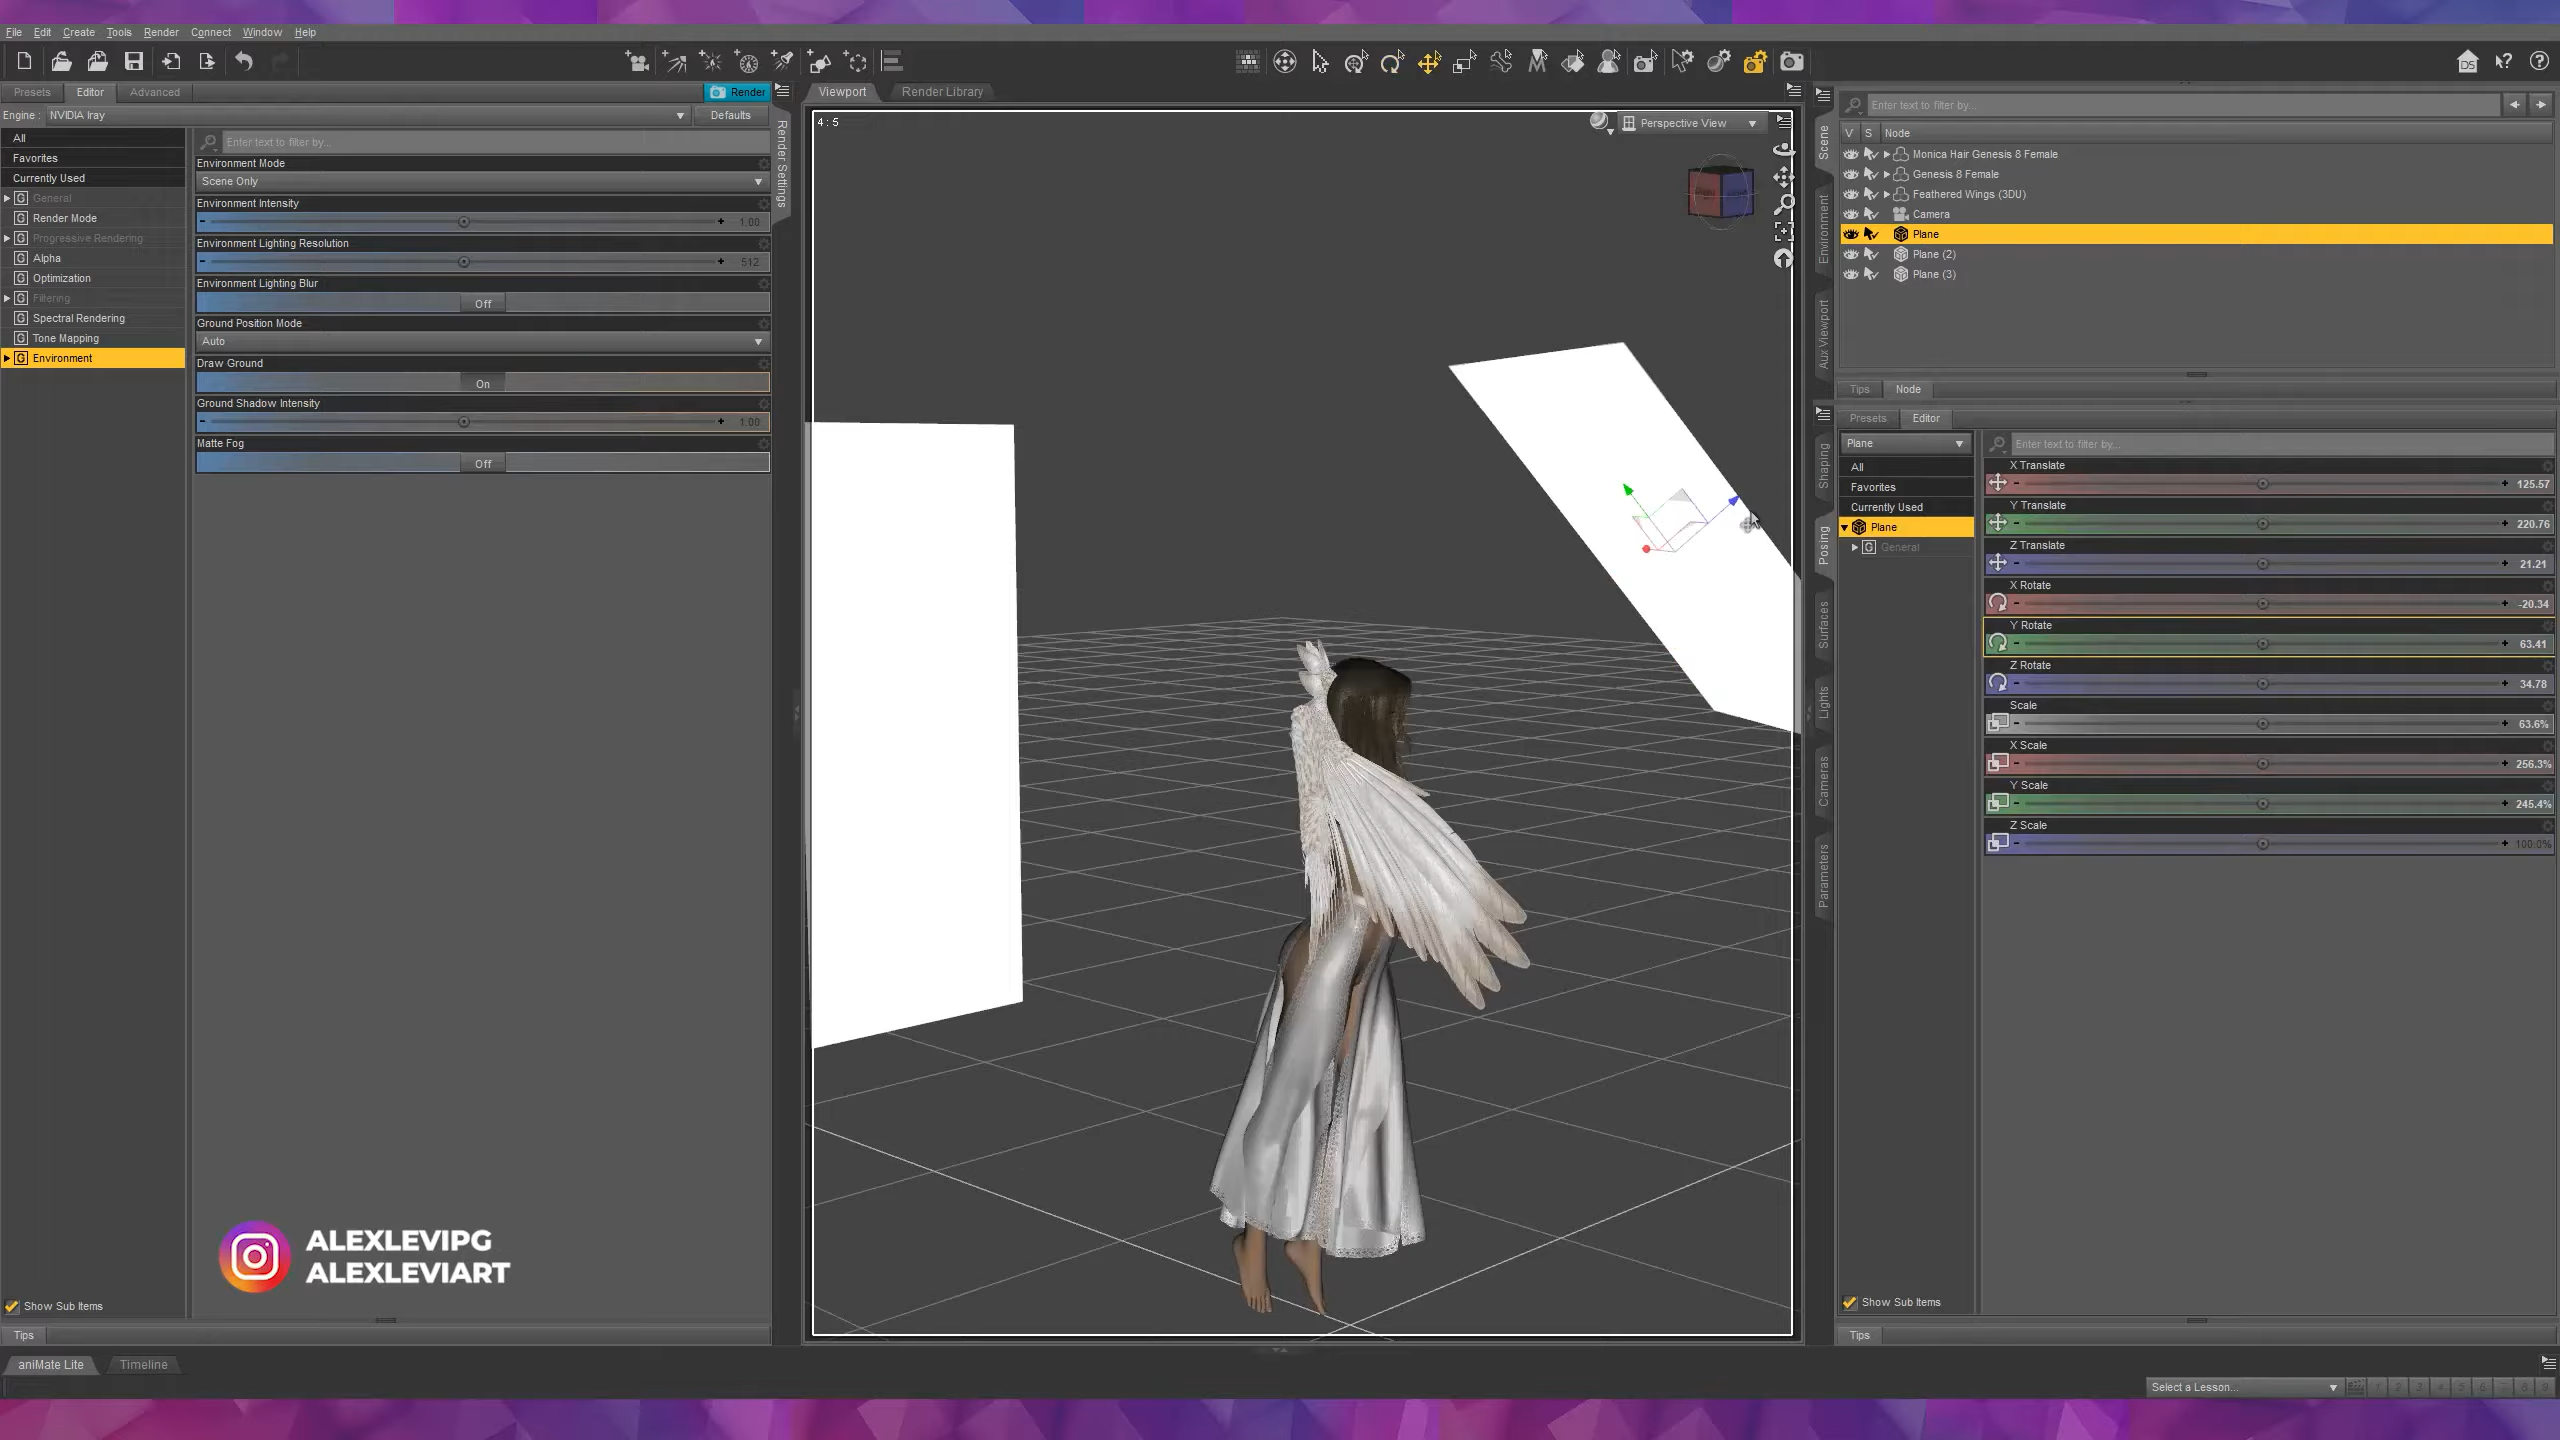 File Edit Create Tools Render Connect Window Help
Presets Editor Advanced Render
Engine : NVIDIA Iray Defaults
All
Favorites
Currently Used
General
Render Mode
Progressive Rendering
Alpha
Optimization
Filtering
Spectral Rendering
Tone Mapping
Environment
Show Sub Items
Tips
Enter text to filter by...
Environment Mode
Scene Only
Environment Intensity
1.00
Environment Lighting Resolution
512
Environment Lighting Blur
Off
Ground Position Mode
Auto
Draw Ground
On
Ground Shadow Intensity
1.00
Matte Fog
Off
ALEXLEVIPG
ALEXLEVIART
Render Settings
Viewport Render Library
4 : 5
Perspective View
Scene
Environment
Aux Viewport
Enter text to filter by...
V S Node
Monica Hair Genesis 8 Female
Genesis 8 Female
Feathered Wings (3DU)
Camera
Plane
Plane (2)
Plane (3)
Tips Node
Presets Editor
Shaping
Posing
Surfaces
Lights
Cameras
Parameters
Plane
All
Favorites
Currently Used
Plane
General
Show Sub Items
Tips
Enter text to filter by...
X Translate
125.57
Y Translate
220.76
Z Translate
21.21
X Rotate
-20.34
Y Rotate
63.41
Z Rotate
34.78
Scale
63.6%
X Scale
256.3%
Y Scale
245.4%
Z Scale
100.0%
aniMate Lite Timeline
Select a Lesson...